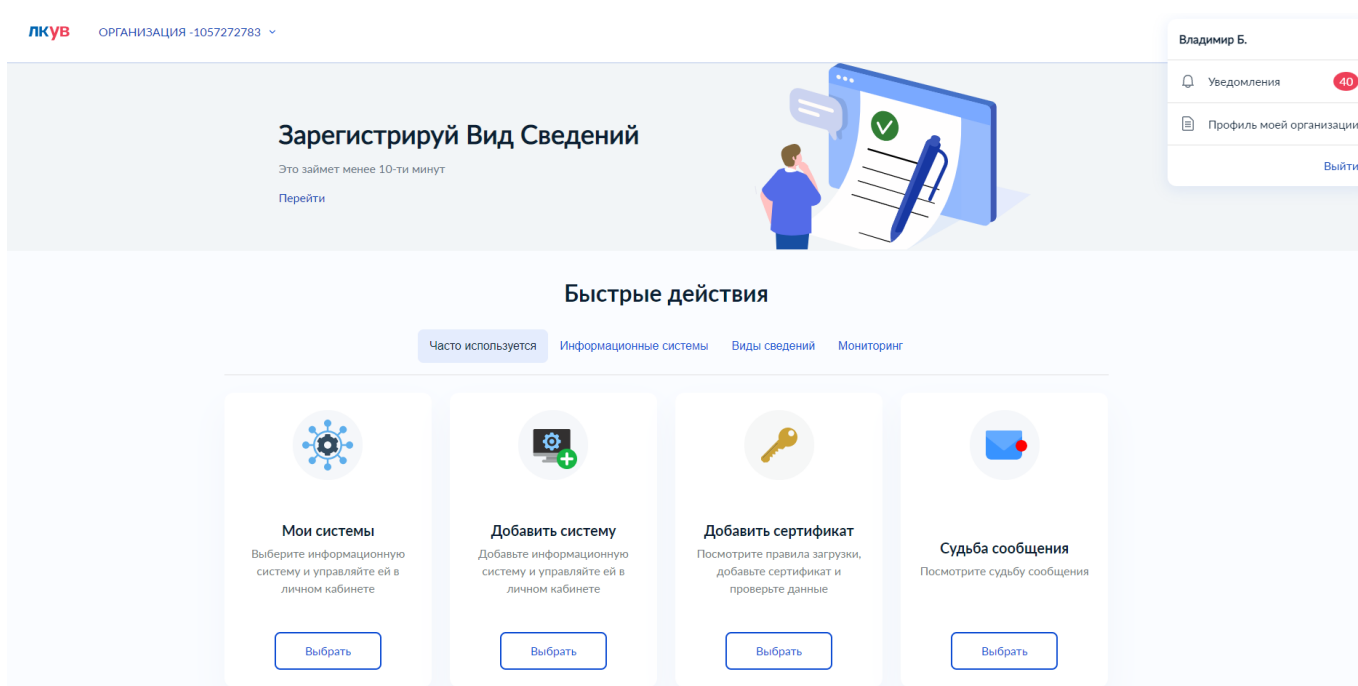 ЛКУВ
ОРГАНИЗАЦИЯ -1057272783
Владимир Б.
Уведомления 40
Профиль моей организации
Выйти
Зарегистрируй Вид Сведений
Это займет менее 10-ти минут
Перейти
Быстрые действия
Часто используется Информационные системы Виды сведений Мониторинг
Мои системы
Выберите информационную
систему и управляйте ей в
личном кабинете
Выбрать
Добавить систему
Добавьте информационную
систему и управляйте ей в
личном кабинете
Выбрать
Добавить сертификат
Посмотрите правила загрузки,
добавьте сертификат и
проверьте данные
Выбрать
Судьба сообщения
Посмотрите судьбу сообщения
Выбрать